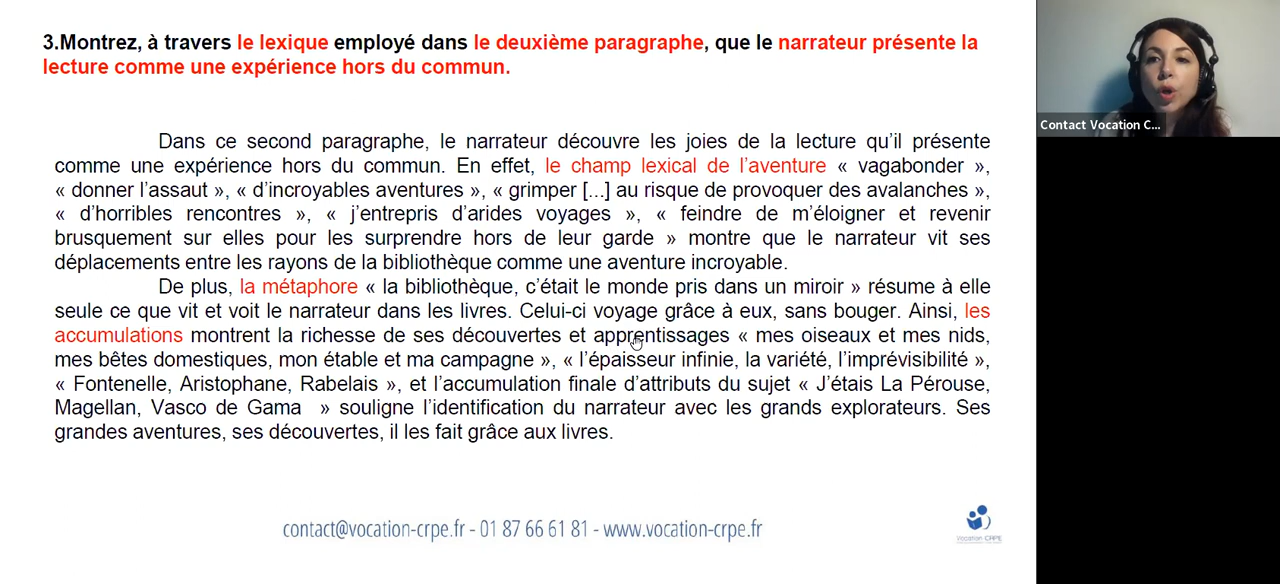 3.Montrez, à travers le lexique employé dans le deuxième paragraphe, que le narrateur présente la
lecture comme une expérience hors du commun.
Dans ce second paragraphe, le narrateur découvre les joies de la lecture qu’il présente
comme une expérience hors du commun. En effet, le champ lexical de l’aventure « vagabonder »,
« donner l’assaut », « d’incroyables aventures », « grimper [...] au risque de provoquer des avalanches »,
« d’horribles rencontres », « j’entrepris d’arides voyages », « feindre de m’éloigner et revenir
brusquement sur elles pour les surprendre hors de leur garde » montre que le narrateur vit ses
déplacements entre les rayons de la bibliothèque comme une aventure incroyable.
De plus, la métaphore « la bibliothèque, c’était le monde pris dans un miroir » résume à elle
seule ce que vit et voit le narrateur dans les livres. Celui-ci voyage grâce à eux, sans bouger. Ainsi, les
accumulations montrent la richesse de ses découvertes et apprentissages « mes oiseaux et mes nids,
mes bêtes domestiques, mon étable et ma campagne », « l’épaisseur infinie, la variété, l’imprévisibilité »,
« Fontenelle, Aristophane, Rabelais », et l’accumulation finale d’attributs du sujet « J’étais La Pérouse,
Magellan, Vasco de Gama » souligne l’identification du narrateur avec les grands explorateurs. Ses
grandes aventures, ses découvertes, il les fait grâce aux livres.
contact@vocation-crpe.fr - 01 87 66 61 81 - www.vocation-crpe.fr
Vocation CRPE
Contact Vocation C...